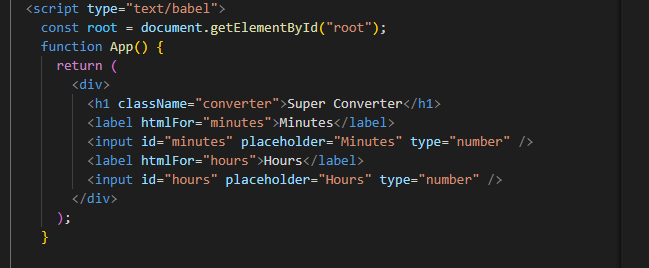 <script type="text/babel">
const root = document.getElementById("root");
function App() {
return (
<div>
<h1 className="converter">Super Converter</h1>
<label htmlFor="minutes">Minutes</label>
<input id="minutes" placeholder="Minutes" type="number" />
<label htmlFor="hours">Hours</label>
<input id="hours" placeholder="Hours" type="number" />
</div>
);
}